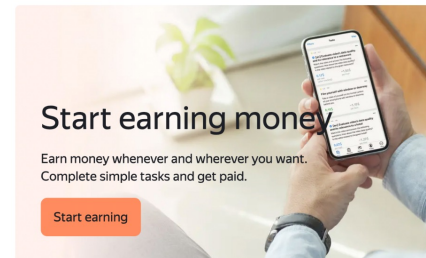 Start earning money
Earn money whenever and wherever you want.
Complete simple tasks and get paid.
Start earning